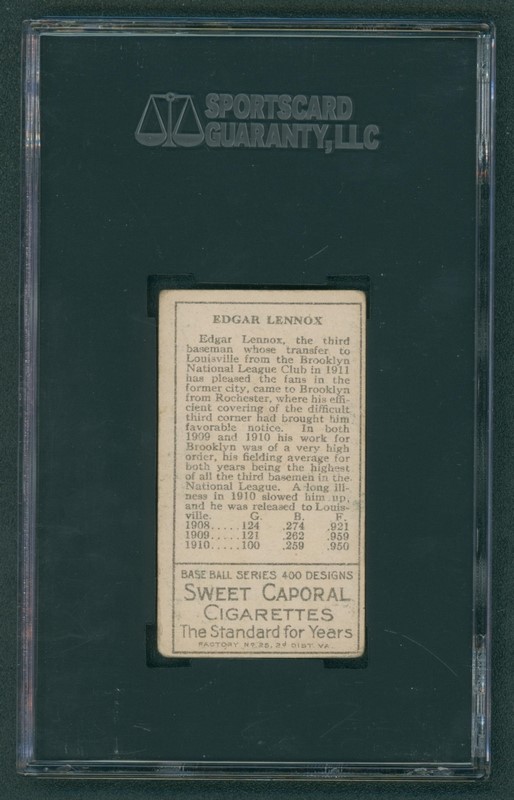 SPORTSCARD
GUARANTY, LLC
EDGAR LENNOX
Edgar Lennox, the third
baseman whose transfer to
Louisville from the Brooklyn
National League Club in 1911
has pleased the fans in the
former city, came to Brooklyn
from Rochester, where his effi-
cient covering of the difficult
third corner had brought him
favorable notice. In both
1909 and 1910 his work for
Brooklyn was of a very high
order, his fielding average for
both years being the highest
of all the third basemen in the
National League. A long ill-
ness in 1910 slowed him up,
and he was released to Louis-
ville. G. B. F.
1908.....124 .274 .921
1909.....121 .262 .959
1910.....100 .259 .950
BASE BALL SERIES 400 DESIGNS
SWEET CAPORAL
CIGARETTES
The Standard for Years
FACTORY No 25, 2d DIST. VA.